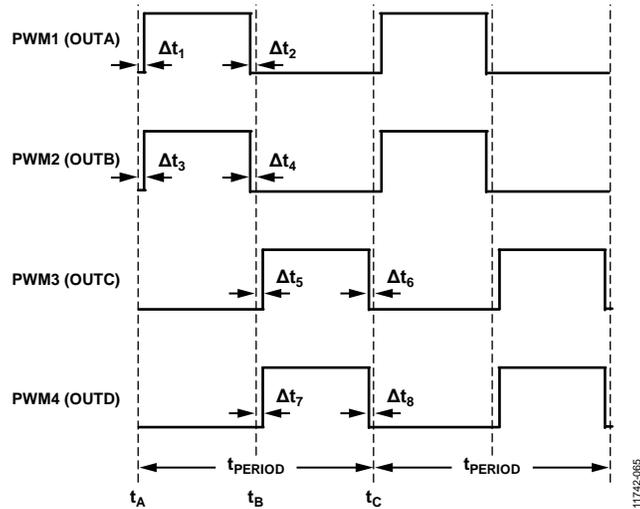 PWM1 (OUTA)
Δt₁
Δt₂
PWM2 (OUTB)
Δt₃
Δt₄
PWM3 (OUTC)
Δt₅
Δt₆
PWM4 (OUTD)
Δt₇
Δt₈
tPERIOD
tPERIOD
tA
tB
tC
11742-065